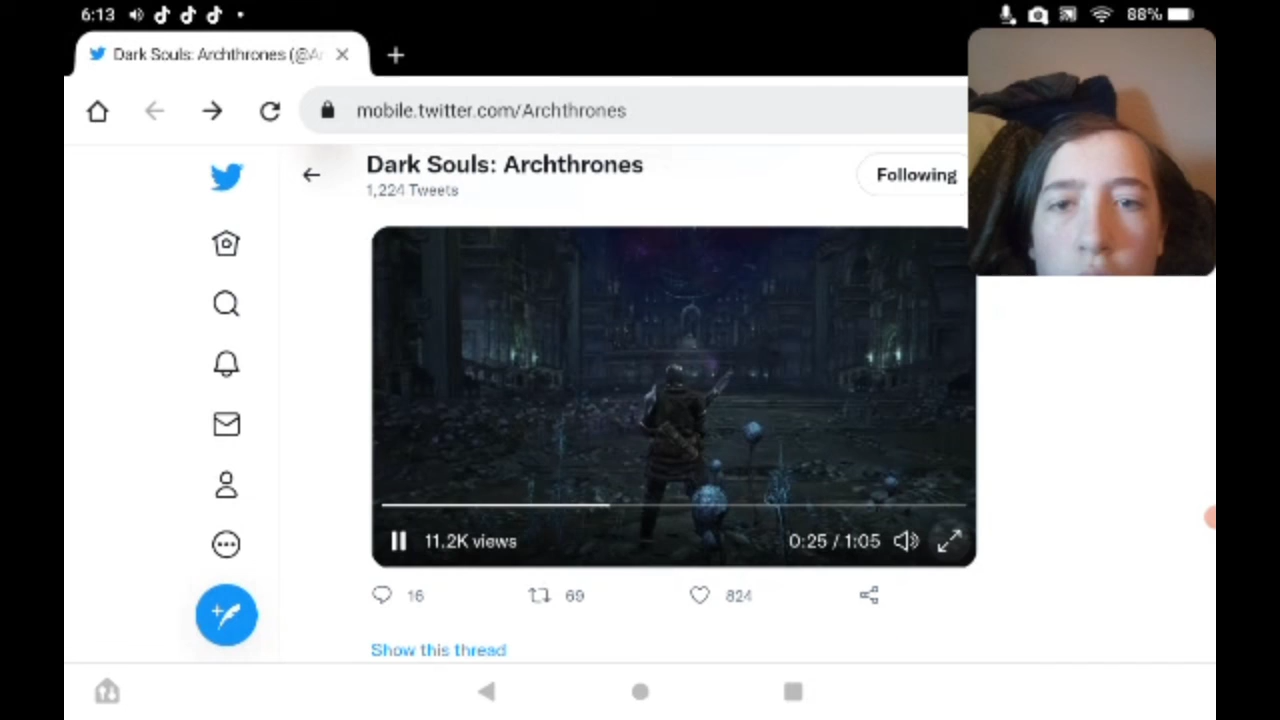 6:13
88%
Dark Souls: Archthrones (@Ar
mobile.twitter.com/Archthrones
Dark Souls: Archthrones
1,224 Tweets
Following
11.2K views
0:25 / 1:05
16
69
824
Show this thread